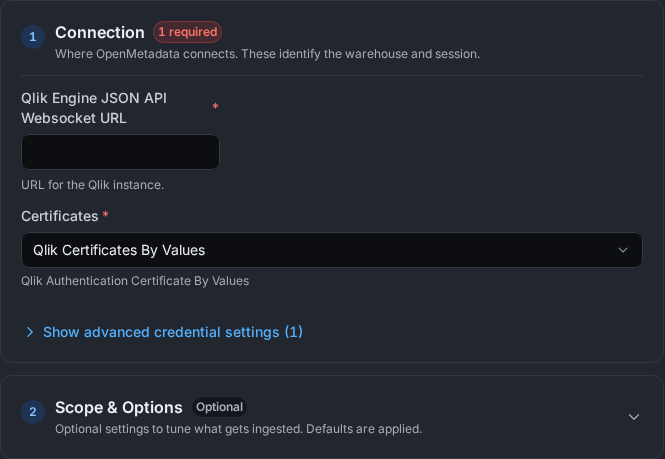 1
Connection 1 required
Where OpenMetadata connects. These identify the warehouse and session.
Qlik Engine JSON API
Websocket URL *
URL for the Qlik instance.
Certificates *
Qlik Certificates By Values
Qlik Authentication Certificate By Values
Show advanced credential settings (1)
2
Scope & Options Optional
Optional settings to tune what gets ingested. Defaults are applied.